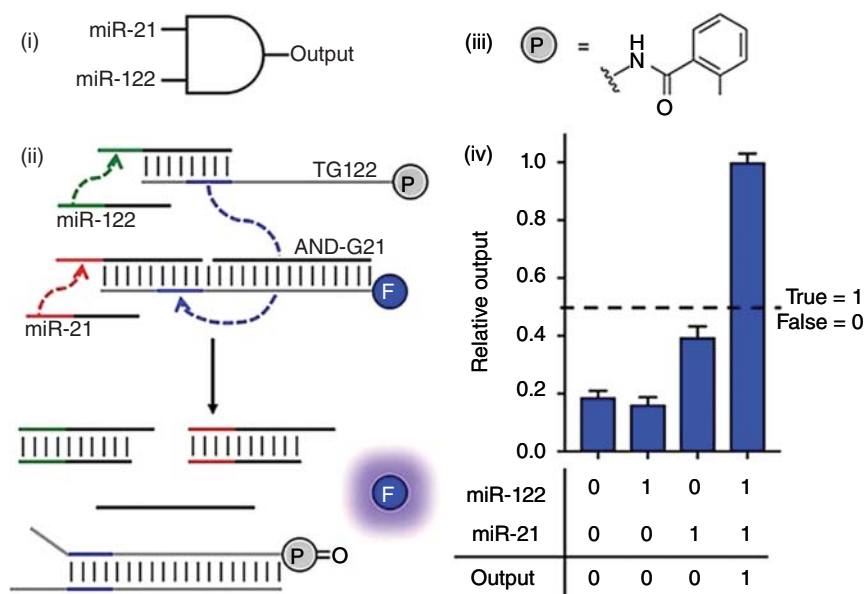 (i)
miR-21
miR-122
Output
(ii)
TG122
P
miR-122
AND-G21
F
miR-21
F
P=O
(iii)
P =
H
N
O
(iv)
Relative output
1.0
0.8
0.6
0.4
0.2
0.0
True = 1
False = 0
miR-122 0 1 0 1
miR-21 0 0 1 1
Output 0 0 0 1